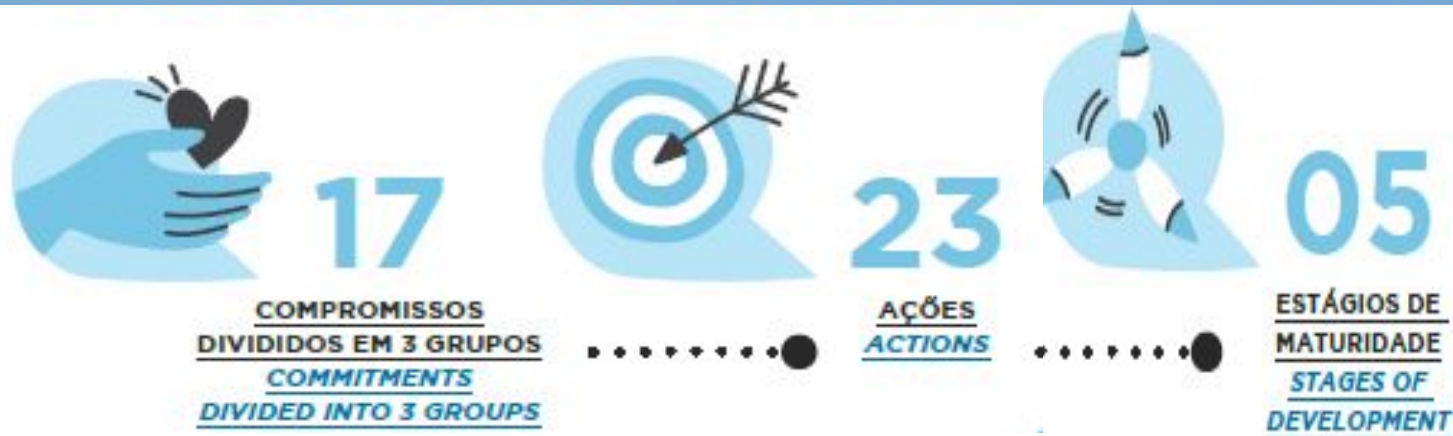 17
COMPROMISSOS
DIVIDIDOS EM 3 GRUPOS
COMMITMENTS
DIVIDED INTO 3 GROUPS
23
AÇÕES
ACTIONS
05
ESTÁGIOS DE
MATURIDADE
STAGES OF
DEVELOPMENT